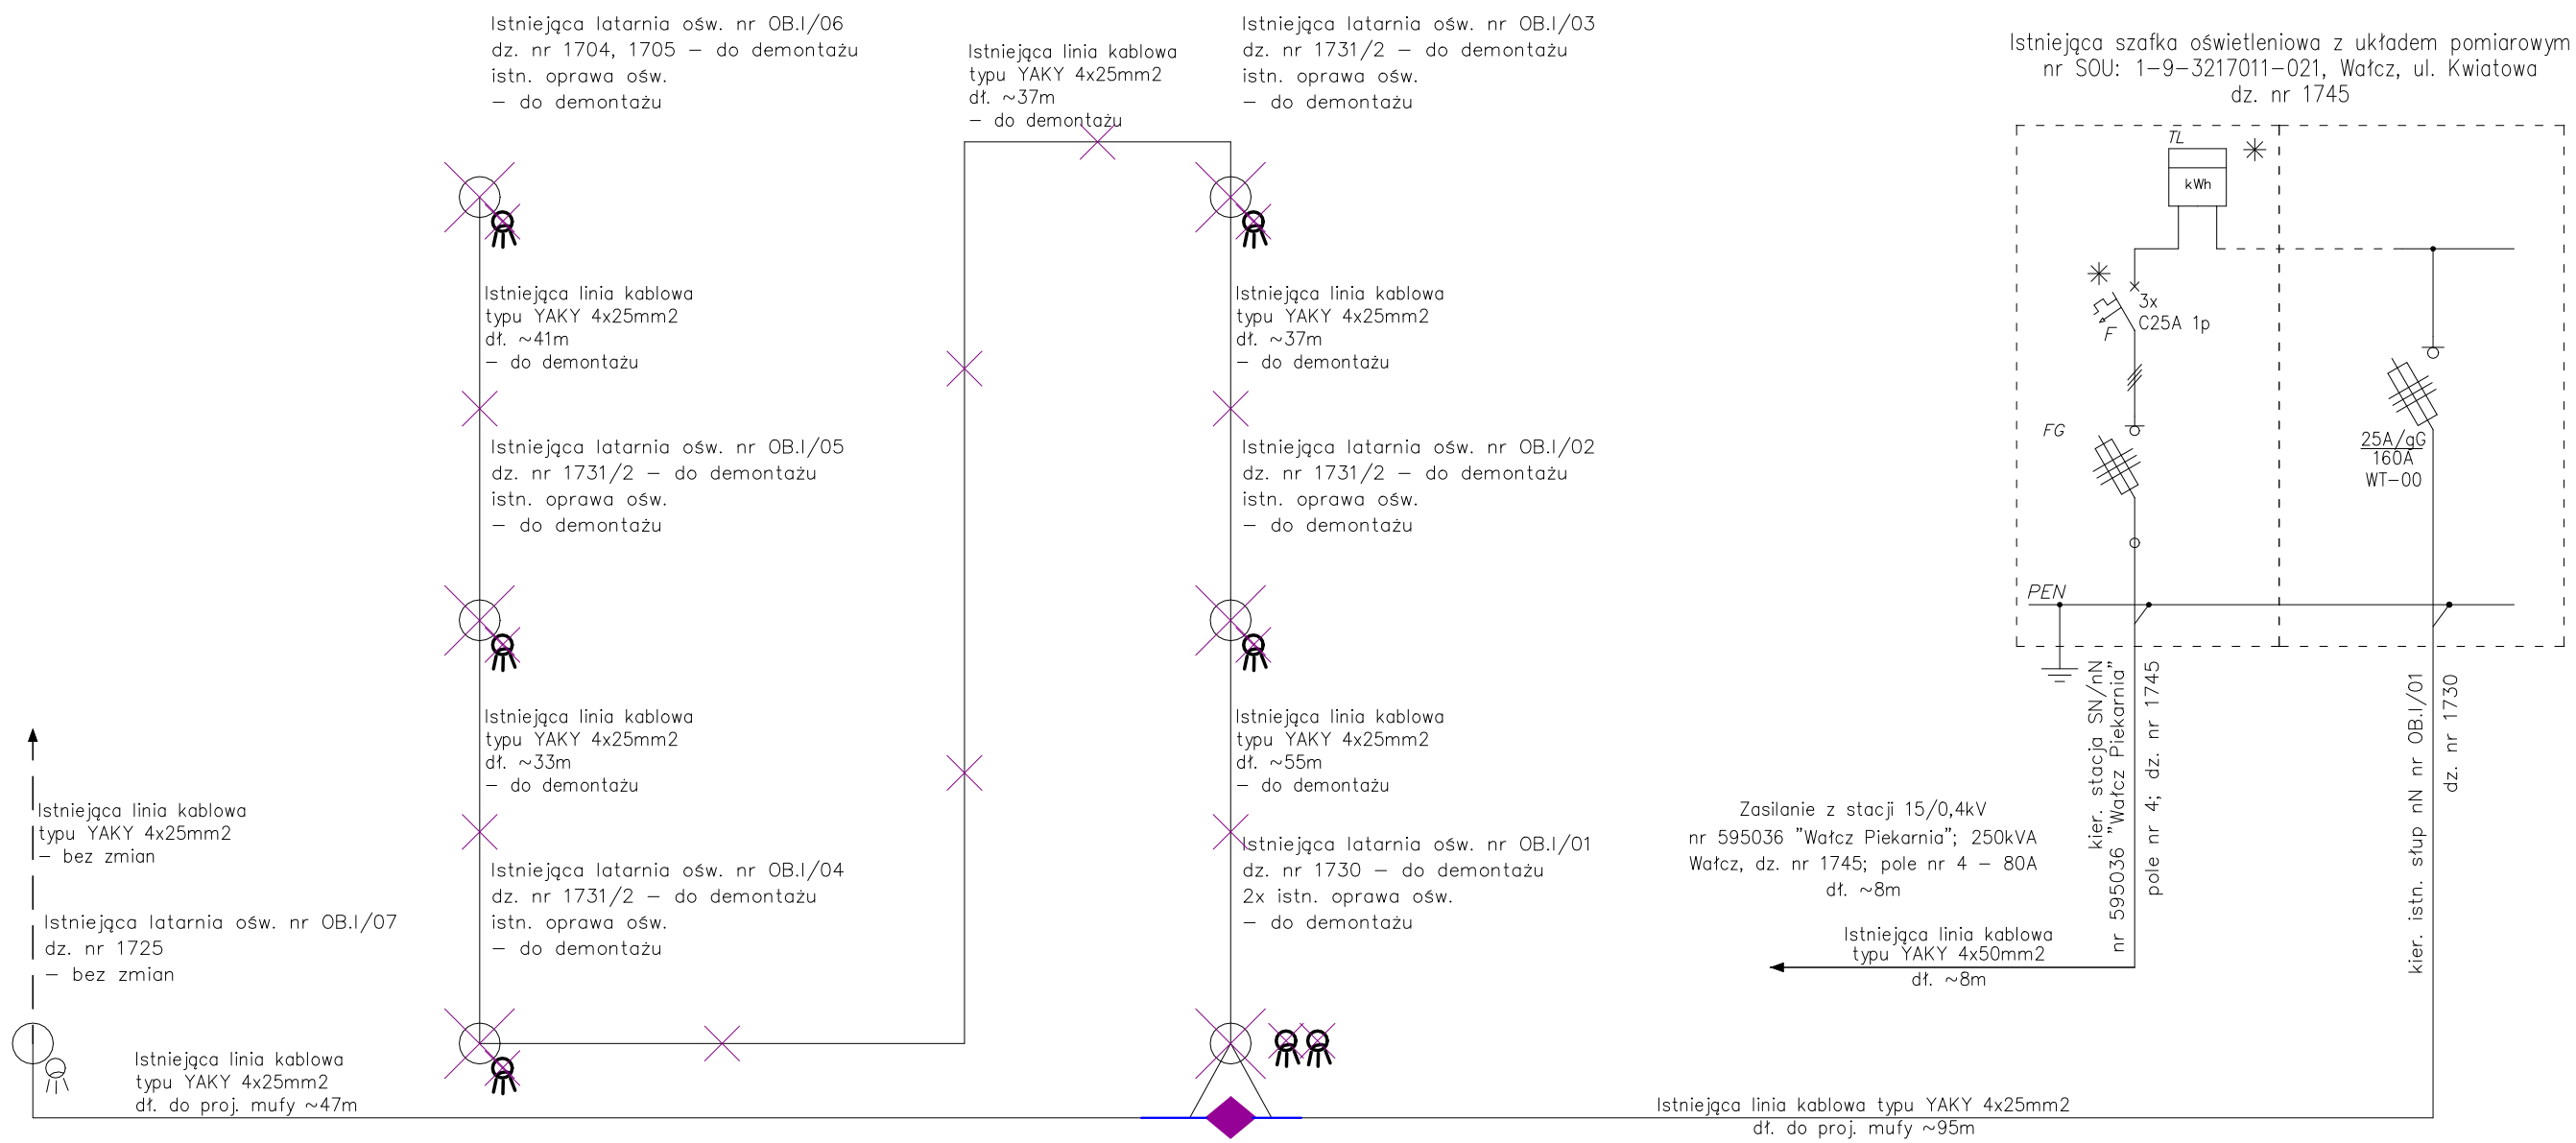 Istniejąca latarnia ośw. nr OB.I/06
dz. nr 1704, 1705 – do demontażu
istn. oprawa ośw.
– do demontażu
Istniejąca linia kablowa
typu YAKY 4x25mm2
dł. ~37m
– do demontażu
Istniejąca latarnia ośw. nr OB.I/03
dz. nr 1731/2 – do demontażu
istn. oprawa ośw.
– do demontażu
Istniejąca szafka oświetleniowa z układem pomiarowym
nr SOU: 1-9-3217011-021, Wałcz, ul. Kwiatowa
dz. nr 1745
TL
kWh
3x
C25A 1p
F
FG
25A/gG
160A
WT-00
PEN
Istniejąca linia kablowa
typu YAKY 4x25mm2
dł. ~41m
– do demontażu
Istniejąca linia kablowa
typu YAKY 4x25mm2
dł. ~37m
– do demontażu
Istniejąca latarnia ośw. nr OB.I/05
dz. nr 1731/2 – do demontażu
istn. oprawa ośw.
– do demontażu
Istniejąca latarnia ośw. nr OB.I/02
dz. nr 1731/2 – do demontażu
istn. oprawa ośw.
– do demontażu
Istniejąca linia kablowa
typu YAKY 4x25mm2
dł. ~33m
– do demontażu
Istniejąca linia kablowa
typu YAKY 4x25mm2
dł. ~55m
– do demontażu
kier. stacja SN/nN
nr 595036 "Wałcz Piekarnia"
pole nr 4; dz. nr 1745
kier. istn. słup nN nr OB.I/01
dz. nr 1730
Istniejąca linia kablowa
typu YAKY 4x25mm2
– bez zmian
Istniejąca latarnia ośw. nr OB.I/07
dz. nr 1725
– bez zmian
Istniejąca latarnia ośw. nr OB.I/04
dz. nr 1731/2 – do demontażu
istn. oprawa ośw.
– do demontażu
Istniejąca latarnia ośw. nr OB.I/01
dz. nr 1730 – do demontażu
2x istn. oprawa ośw.
– do demontażu
Zasilanie z stacji 15/0,4kV
nr 595036 "Wałcz Piekarnia"; 250kVA
Wałcz, dz. nr 1745; pole nr 4 – 80A
dł. ~8m
Istniejąca linia kablowa
typu YAKY 4x50mm2
dł. ~8m
Istniejąca linia kablowa
typu YAKY 4x25mm2
dł. do proj. mufy ~47m
Istniejąca linia kablowa typu YAKY 4x25mm2
dł. do proj. mufy ~95m